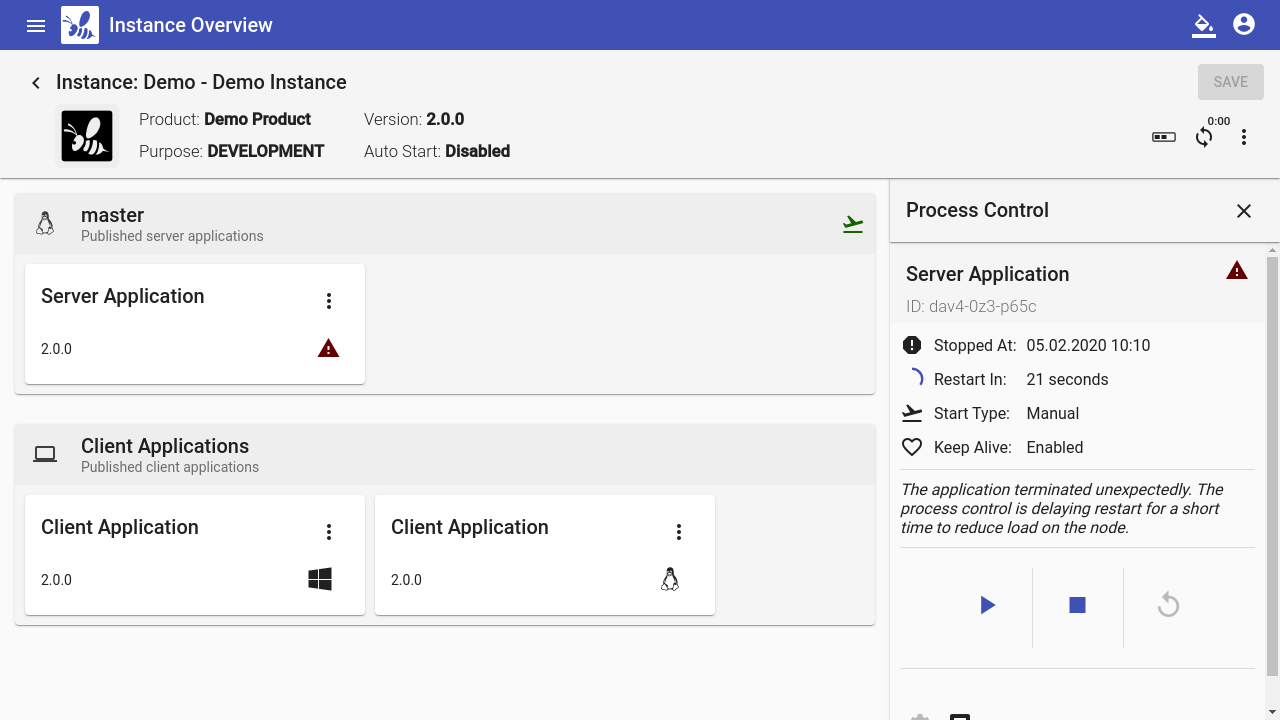 Instance Overview
Instance: Demo - Demo Instance
SAVE
Product: Demo Product
Version: 2.0.0
0:00
Purpose: DEVELOPMENT
Auto Start: Disabled
master
Published server applications
Server Application
2.0.0
Client Applications
Published client applications
Client Application
2.0.0
Client Application
2.0.0
Process Control
Server Application
ID: dav4-0z3-p65c
Stopped At: 05.02.2020 10:10
Restart In: 21 seconds
Start Type: Manual
Keep Alive: Enabled
The application terminated unexpectedly. The
process control is delaying restart for a short
time to reduce load on the node.